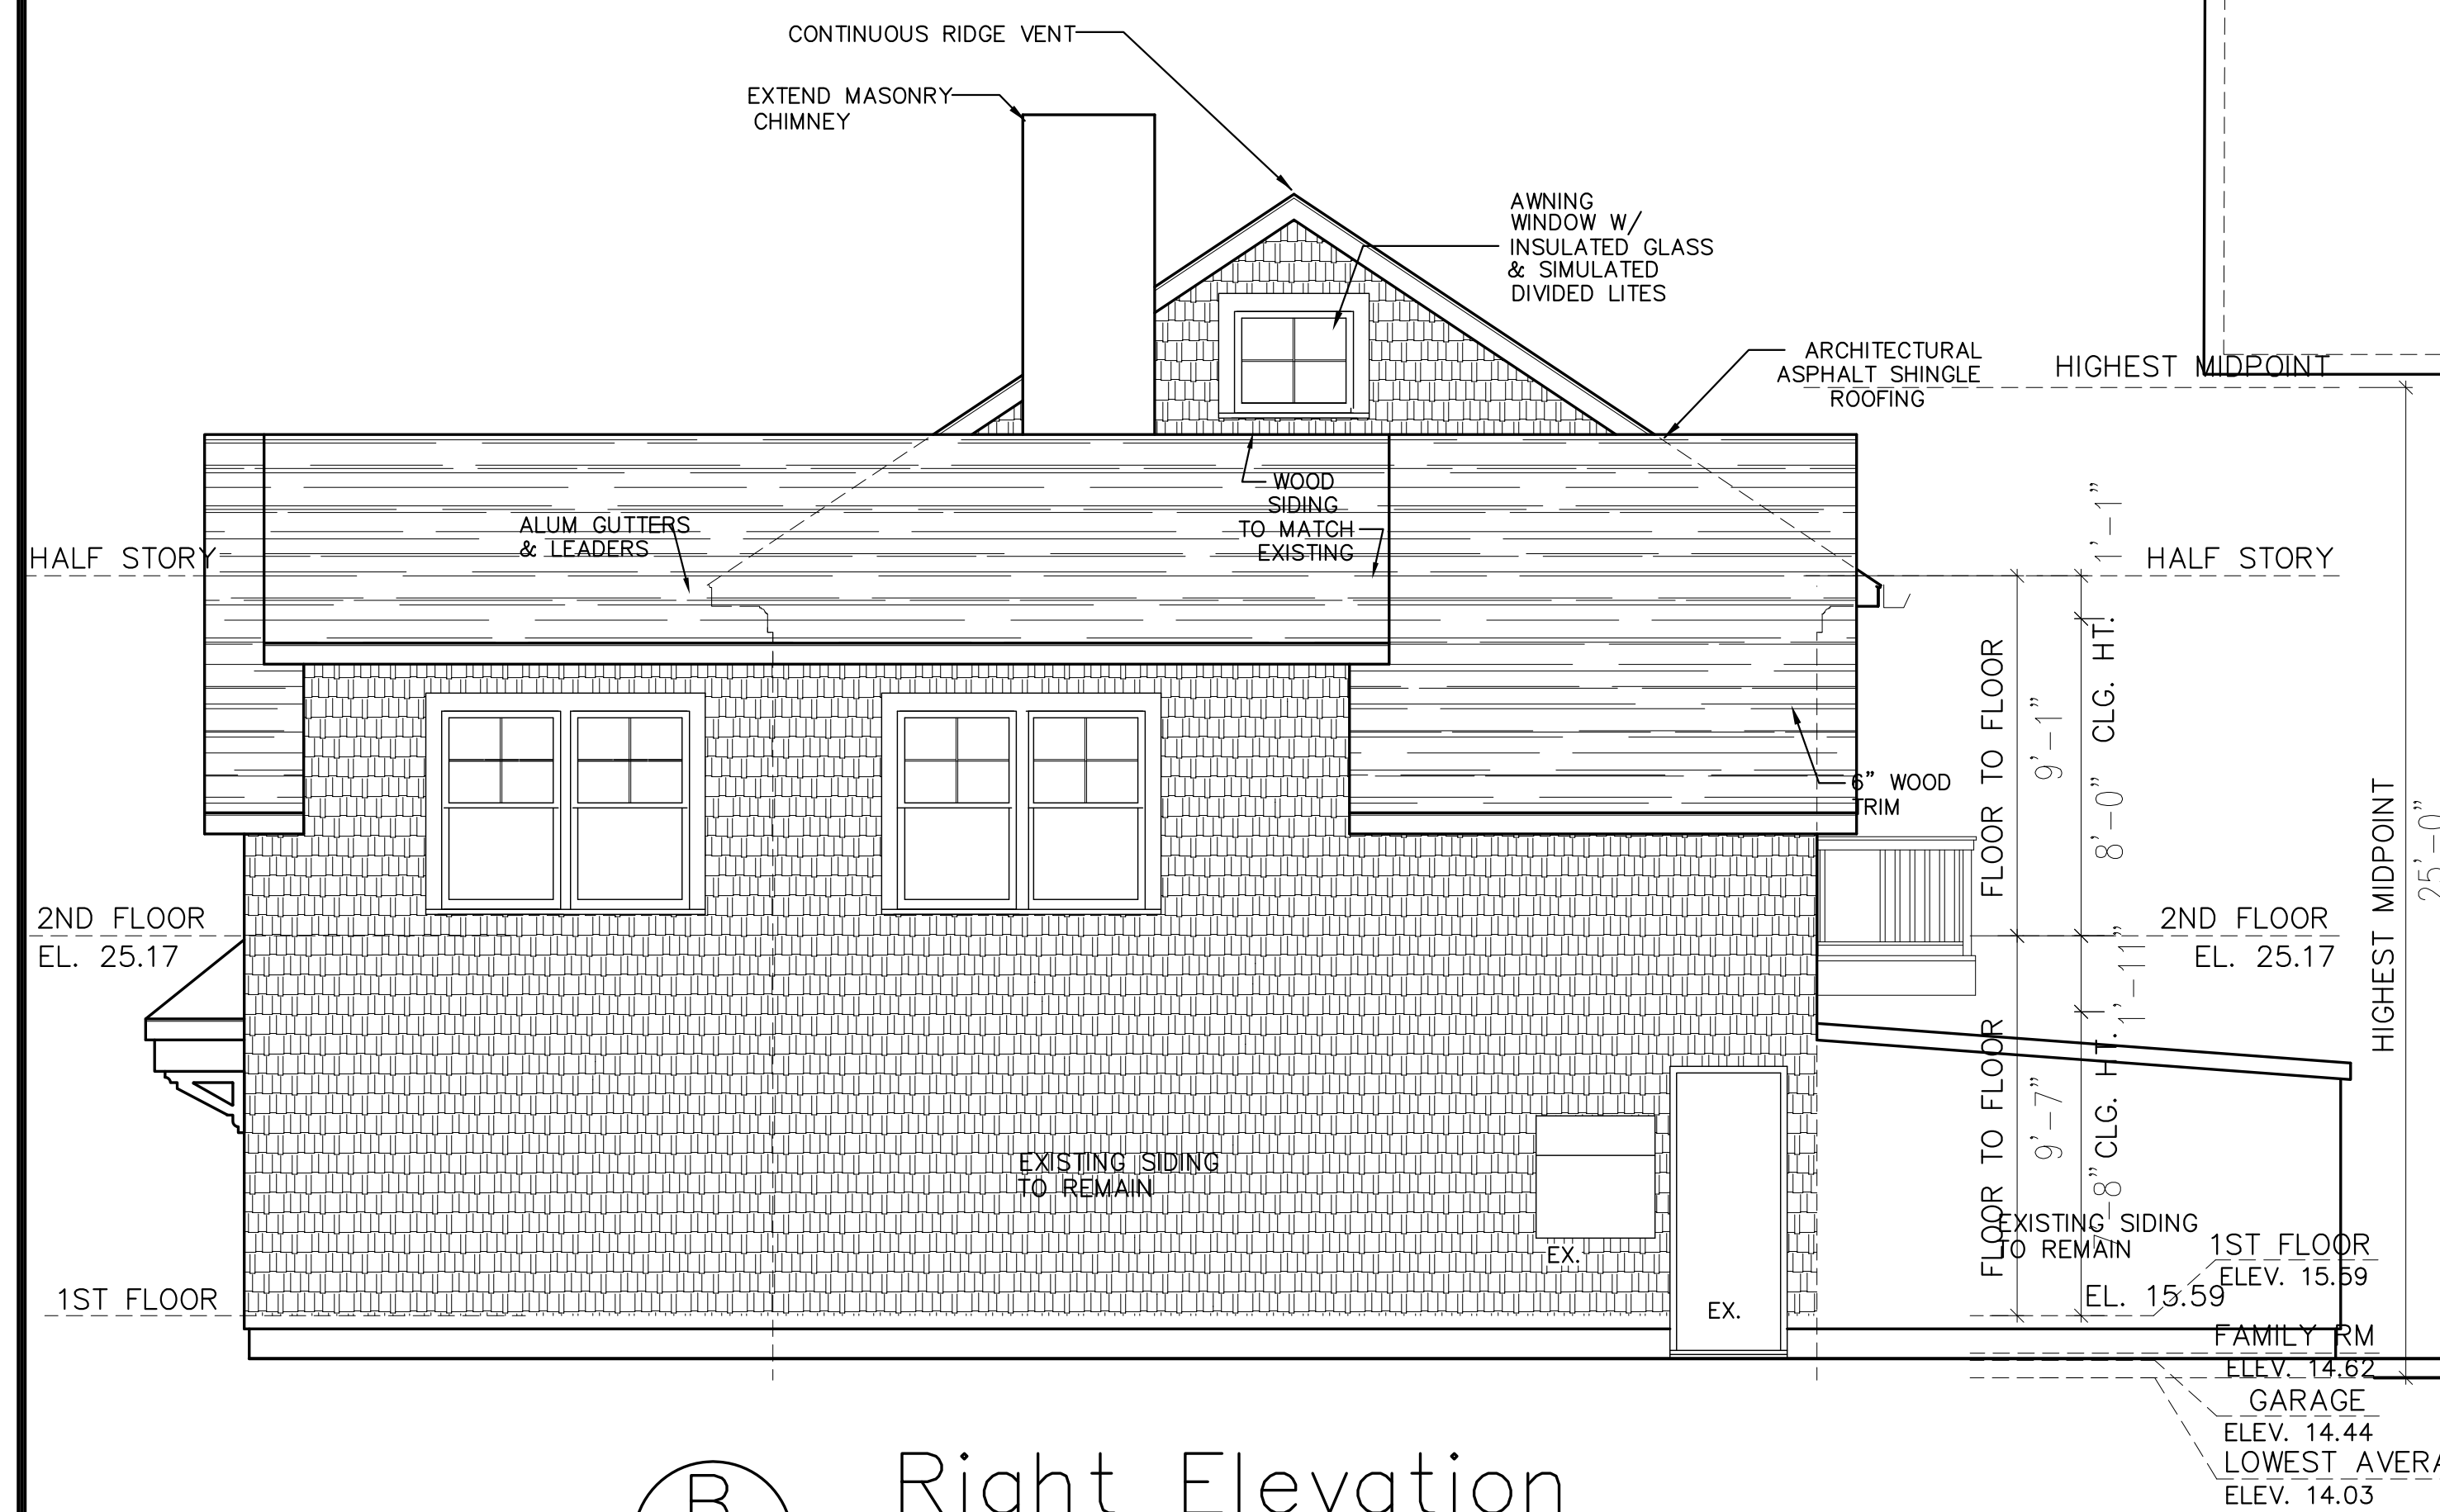 CONTINUOUS RIDGE VENT
EXTEND MASONRY
CHIMNEY
AWNING
WINDOW W/
INSULATED GLASS
& SIMULATED
DIVIDED LITES
ARCHITECTURAL
ASPHALT SHINGLE
ROOFING
HIGHEST MIDPOINT
WOOD
SIDING
TO MATCH
EXISTING
ALUM GUTTERS
& LEADERS
HALF STORY
HALF STORY
1'-1"
FLOOR TO FLOOR
9'-1"
8'-0" CLG. HT.
6" WOOD
TRIM
HIGHEST MIDPOINT
25'-0"
2ND FLOOR
EL. 25.17
2ND FLOOR
EL. 25.17
1'-11"
FLOOR TO FLOOR
9'-7"
7'-8" CLG. HT.
EXISTING SIDING
TO REMAIN
EX.
EX.
EXISTING SIDING
TO REMAIN
1ST FLOOR
1ST FLOOR
ELEV. 15.59
EL. 15.59
FAMILY RM
ELEV. 14.62
GARAGE
ELEV. 14.44
LOWEST AVERA
ELEV. 14.03
B
Right Elevation